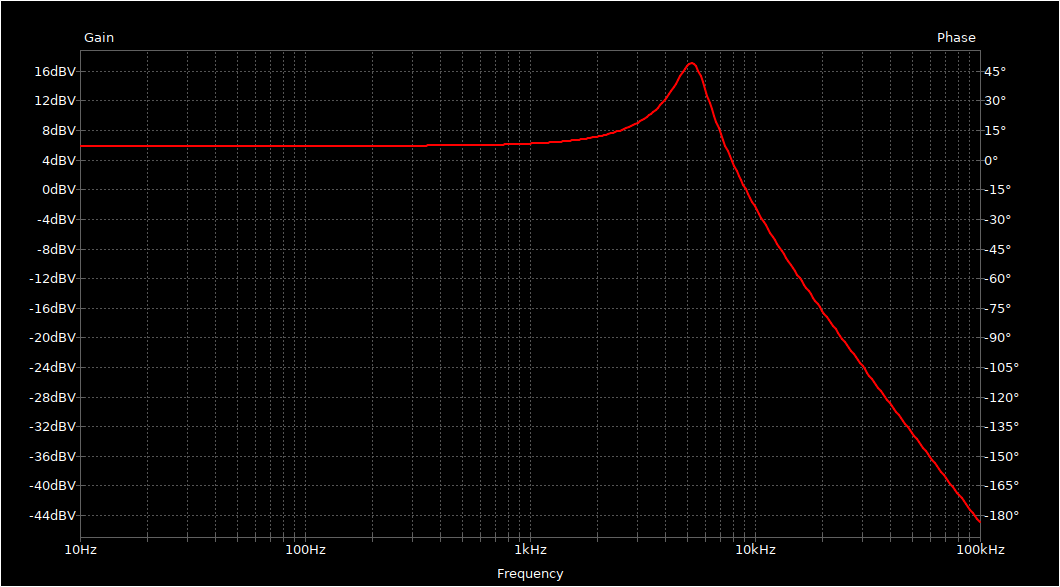 Gain Phase
16dBV 45°
12dBV 30°
8dBV 15°
4dBV 0°
0dBV -15°
-4dBV -30°
-8dBV -45°
-12dBV -60°
-16dBV -75°
-20dBV -90°
-24dBV -105°
-28dBV -120°
-32dBV -135°
-36dBV -150°
-40dBV -165°
-44dBV -180°
10Hz 100Hz 1kHz 10kHz 100kHz
Frequency